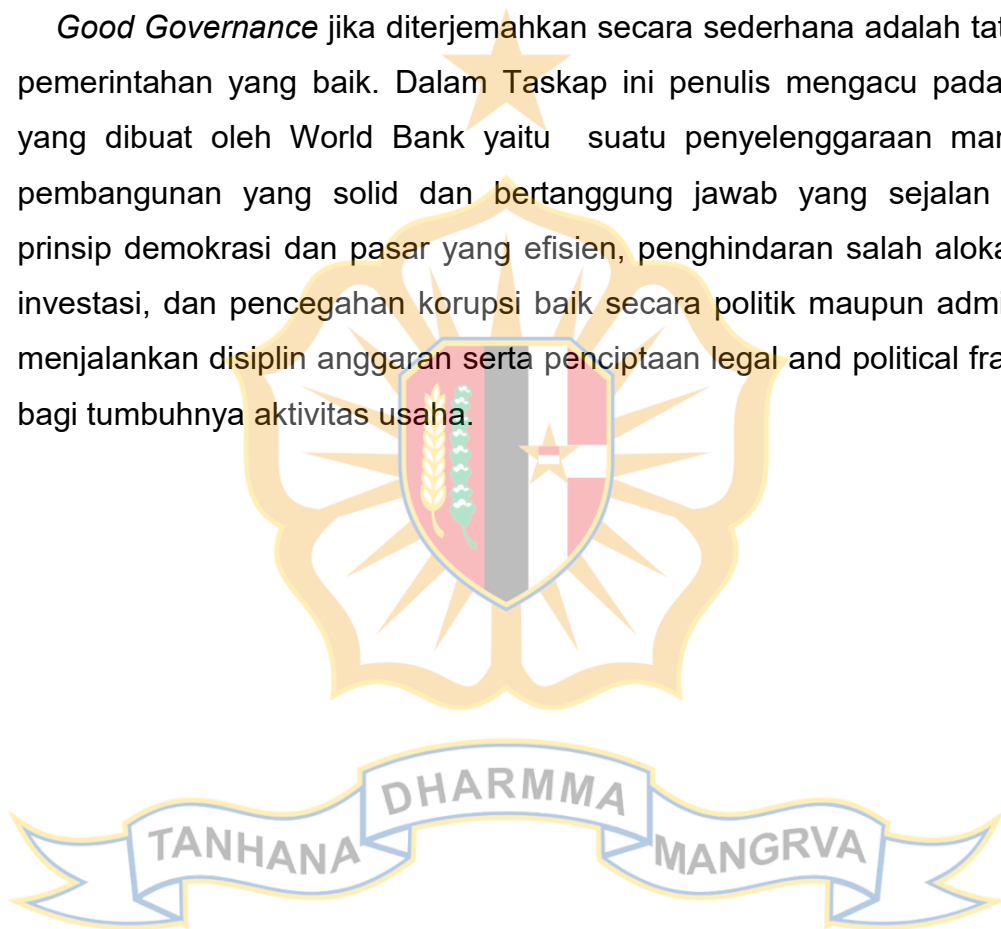 Good Governance jika diterjemahkan secara sederhana adalah tat
pemerintahan yang baik. Dalam Taskap ini penulis mengacu pada
yang dibuat oleh World Bank yaitu suatu penyelenggaraan mar
pembangunan yang solid dan bertanggung jawab yang sejalan
prinsip demokrasi dan pasar yang efisien, penghindaran salah aloka
investasi, dan pencegahan korupsi baik secara politik maupun admi
menjalankan disiplin anggaran serta penciptaan legal and political fra
bagi tumbuhnya aktivitas usaha.
TANHANA DHARMMA MANGRVA